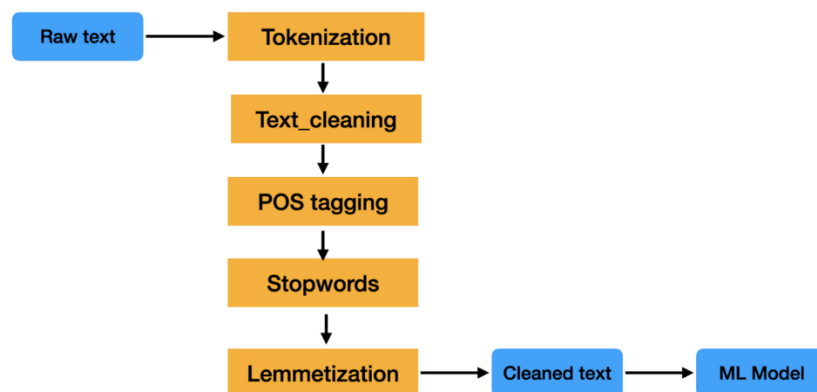 Raw text
Tokenization
Text_cleaning
POS tagging
Stopwords
Lemmetization
Cleaned text
ML Model